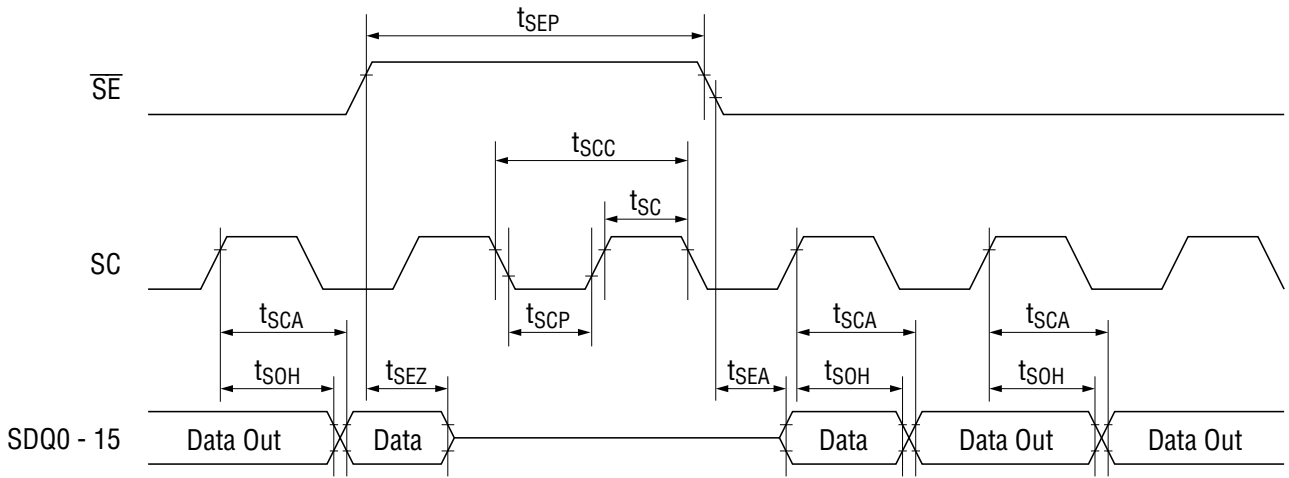 tSEP
SE
tSCC
tSC
SC
tSCP
tSCA tSCA tSCA
tSOH tSEZ tSEA tSOH tSOH
SDQ0 - 15 Data Out Data Data Data Out Data Out